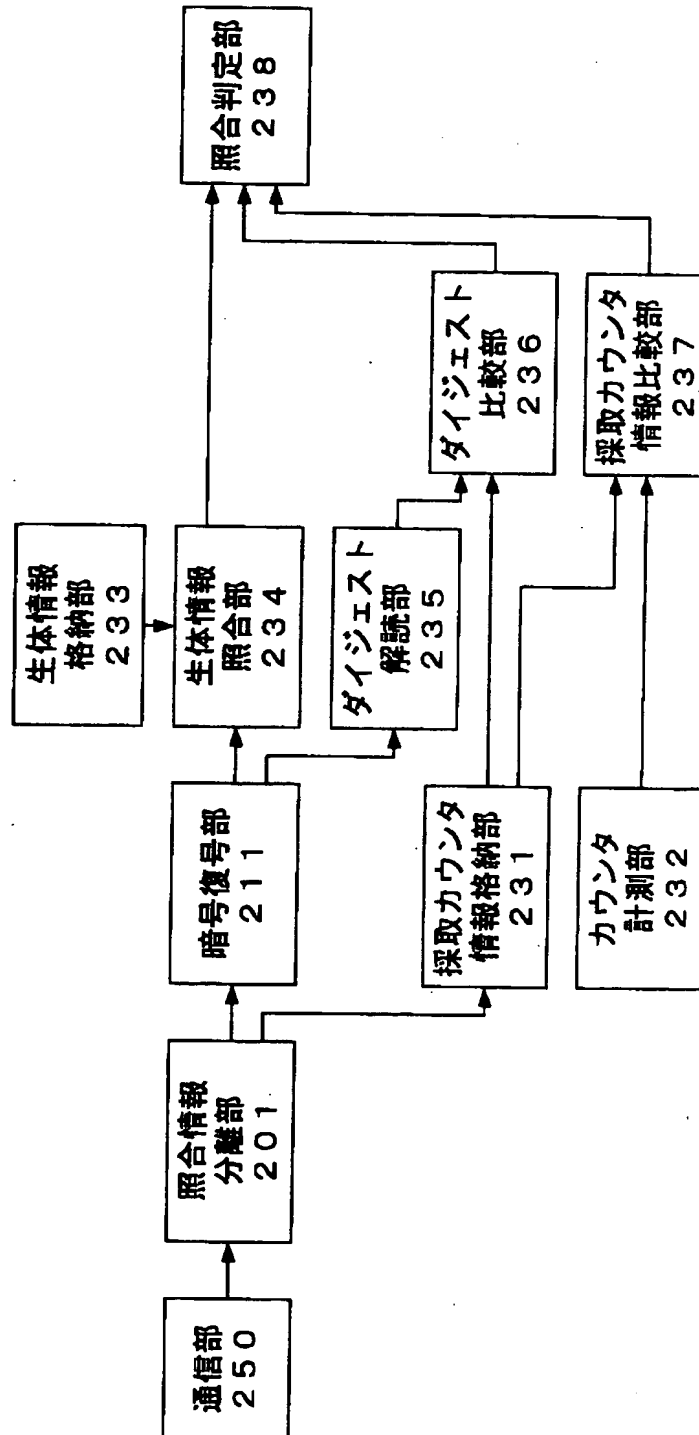 通信部
２５０
照合情報
分離部
２０１
暗号復号部
２１１
採取カウンタ
情報格納部
２３１
カウンタ
計測部
２３２
生体情報
格納部
２３３
生体情報
照合部
２３４
ダイジェスト
解読部
２３５
ダイジェスト
比較部
２３６
採取カウンタ
情報比較部
２３７
照合判定部
２３８